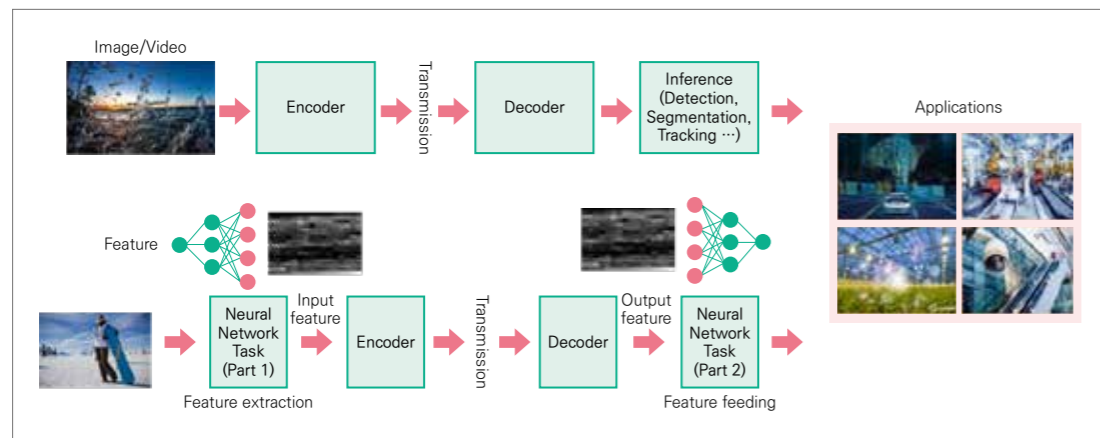 Image/Video
Encoder
Transmission
Decoder
Inference
(Detection,
Segmentation,
Tracking ···)
Applications
Feature
Neural
Network
Task
(Part 1)
Feature extraction
Input
feature
Encoder
Transmission
Decoder
Output
feature
Neural
Network
Task
(Part 2)
Feature feeding